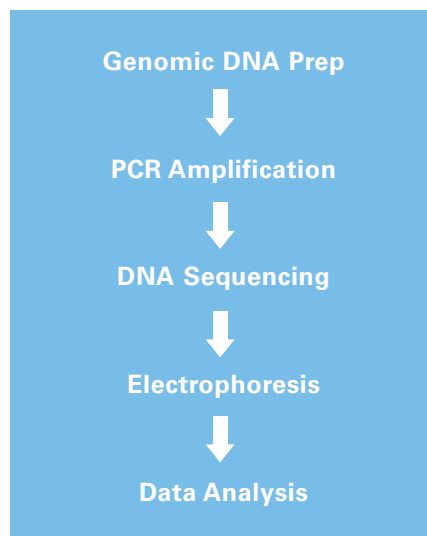 Genomic DNA Prep
PCR Amplification
DNA Sequencing
Electrophoresis
Data Analysis